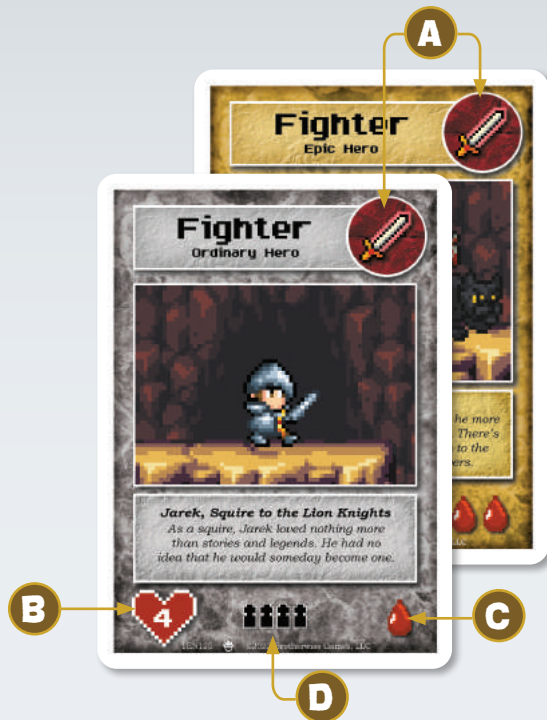 A
Fighter
Epic Hero
Fighter
Ordinary Hero
he more
There's
to the
ers.
Jarek, Squire to the Lion Knights
As a squire, Jarek loved nothing more
than stories and legends. He had no
idea that he would someday become one.
B
4
C
Games, LLC
D